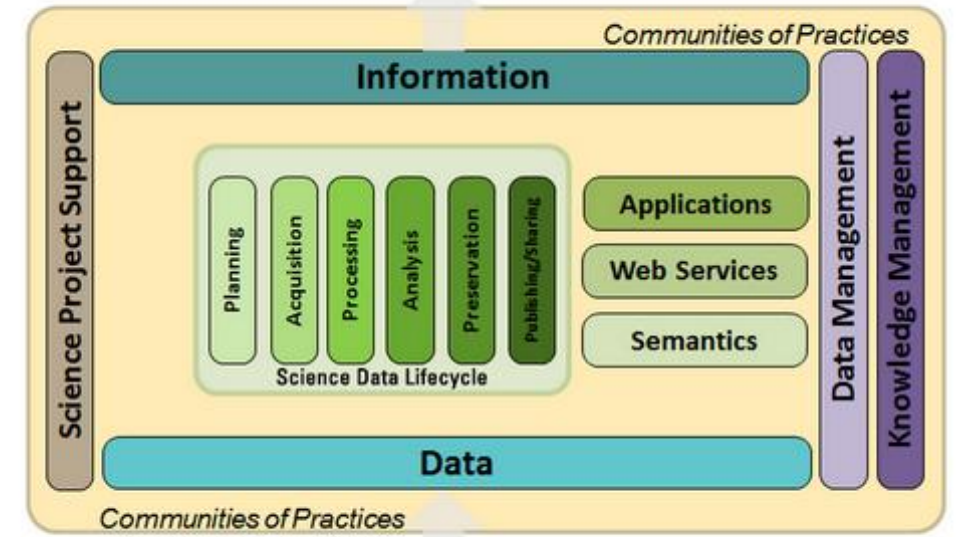 Communities of Practices
Information
Science Project Support
Planning
Acquisition
Processing
Analysis
Preservation
Publishing/Sharing
Science Data Lifecycle
Applications
Web Services
Semantics
Data Management
Knowledge Management
Data
Communities of Practices